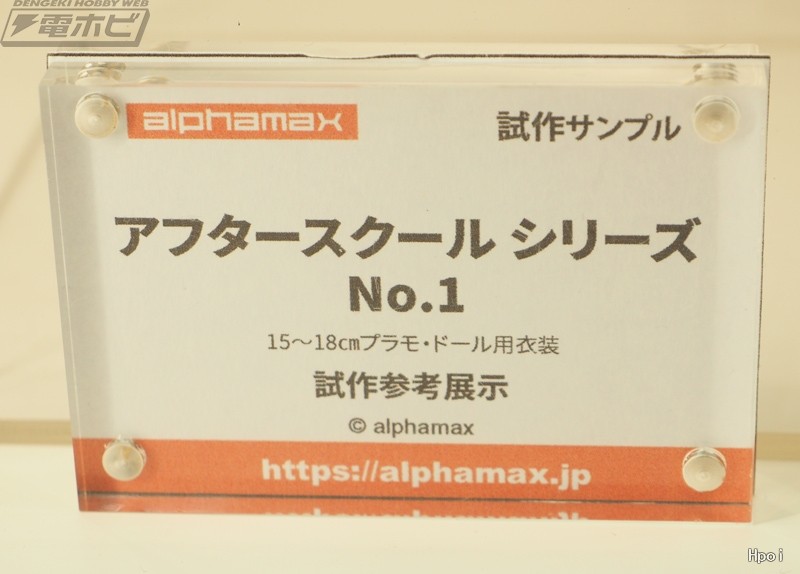 DENGEKI HOBBY WEB
電ホビ
alphamax
試作サンプル
アフタースクール シリーズ
No.1
15〜18㎝プラモ・ドール用衣装
試作参考展示
© alphamax
https://alphamax.jp
Hpoi